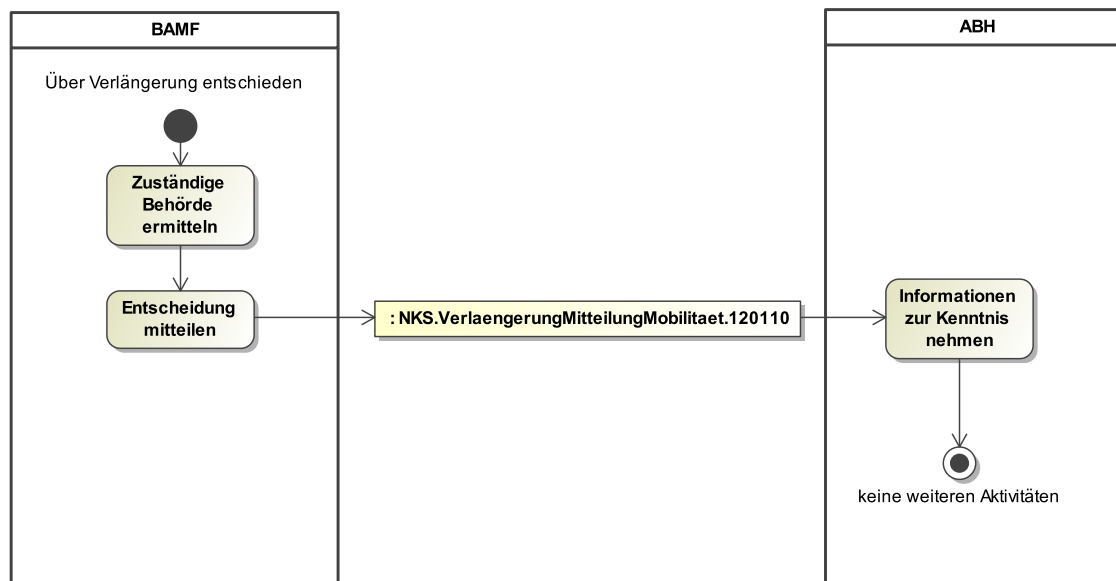 BAMF
ABH
Über Verlängerung entschieden
Zuständige
Behörde
ermitteln
Entscheidung
mitteilen
: NKS.VerlaengerungMitteilungMobilitaet.120110
Informationen
zur Kenntnis
nehmen
keine weiteren Aktivitäten